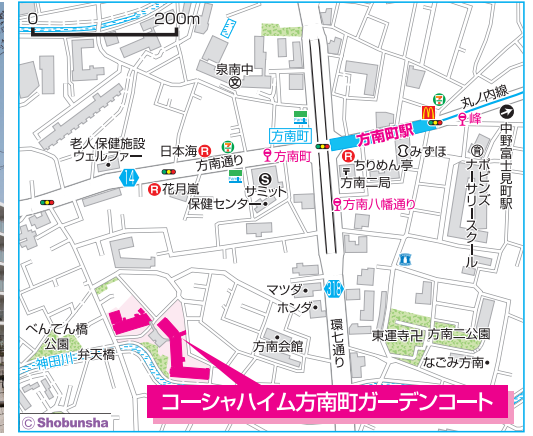 0 200m
泉南中
丸ノ内線
方南町駅
峰
中野富士見町駅
方南町
老人保健施設
ウェルファー
日本海
方南通り
方南町
ちりめん亭
みずほ
方南二局
ポピンズ
ナーサリースクール
14
花月嵐
サミット
保健センター
方南八幡通り
318
マツダ
ホンダ
環七通り
べんてん橋
公園
神田川
弁天橋
方南会館
東運寺
方南二公園
なごみ方南
コーシャハイム方南町ガーデンコート
© Shobunsha